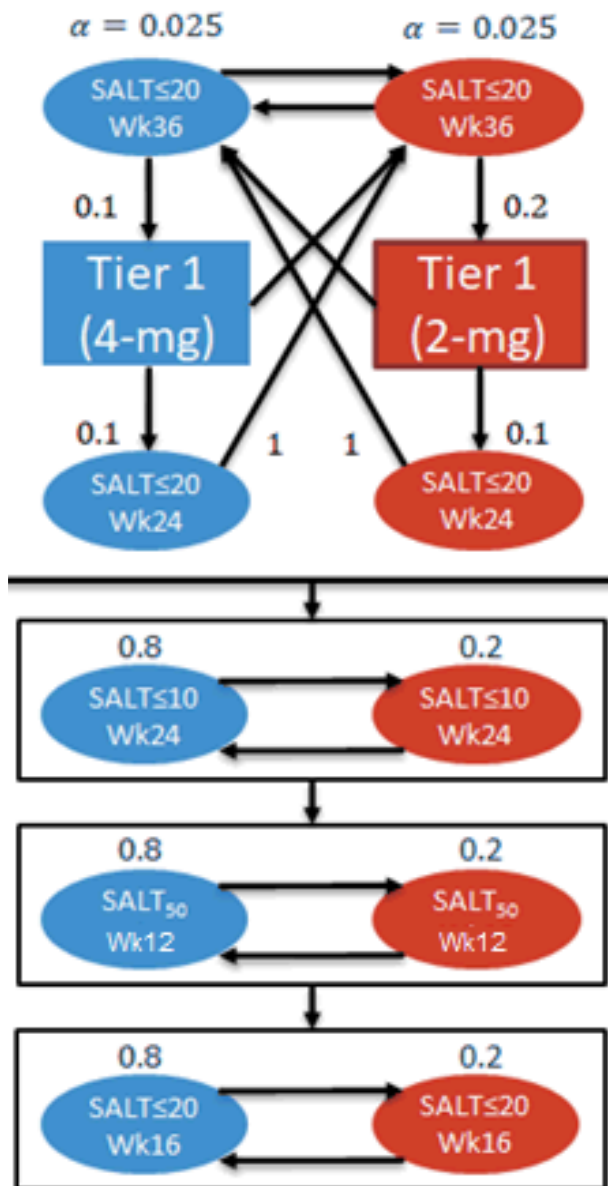 α = 0.025 α = 0.025
SALT≤20 SALT≤20
Wk36 Wk36
0.1 0.2
Tier 1 Tier 1
(4-mg) (2-mg)
0.1 1 1 0.1
SALT≤20 SALT≤20
Wk24 Wk24
0.8 0.2
SALT≤10 SALT≤10
Wk24 Wk24
0.8 0.2
SALT₅₀ SALT₅₀
Wk12 Wk12
0.8 0.2
SALT≤20 SALT≤20
Wk16 Wk16